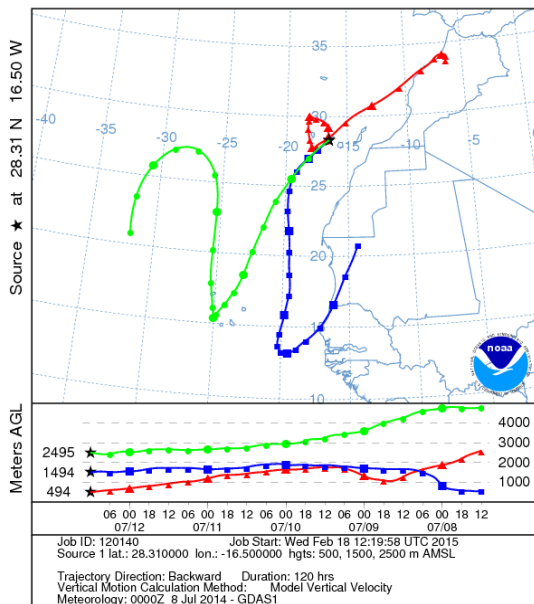 Source ★ at 28.31 N 16.50 W
35
30
-40
-35
-30
-25
-20
-15
-10
-5
25
20
15
10
noaa
Meters AGL
2495
1494
494
4000
3000
2000
1000
06 00 18 12 06 00 18 12 06 00 18 12 06 00 18 12 06 00 18 12
07/12 07/11 07/10 07/09 07/08
Job ID: 120140 Job Start: Wed Feb 18 12:19:58 UTC 2015
Source 1 lat.: 28.310000 lon.: -16.500000 hgts: 500, 1500, 2500 m AMSL
Trajectory Direction: Backward Duration: 120 hrs
Vertical Motion Calculation Method: Model Vertical Velocity
Meteorology: 0000Z 8 Jul 2014 - GDAS1